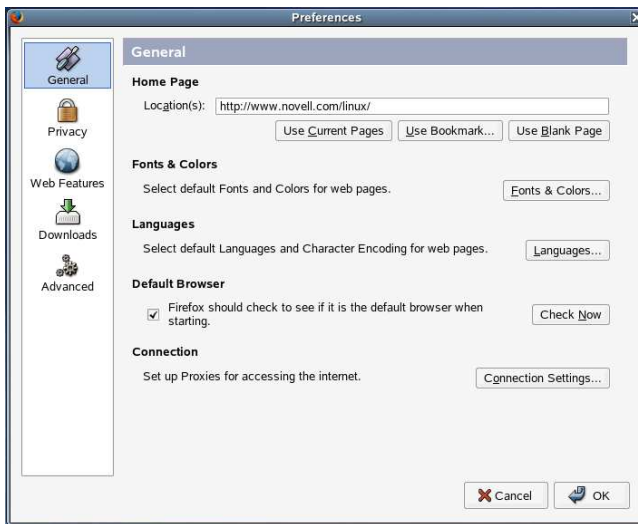 Preferences
General
Privacy
Web Features
Downloads
Advanced
General
Home Page
Location(s): http://www.novell.com/linux/
Use Current Pages Use Bookmark... Use Blank Page
Fonts & Colors
Select default Fonts and Colors for web pages. Fonts & Colors...
Languages
Select default Languages and Character Encoding for web pages. Languages...
Default Browser
Firefox should check to see if it is the default browser when
starting.
Check Now
Connection
Set up Proxies for accessing the internet. Connection Settings...
Cancel OK